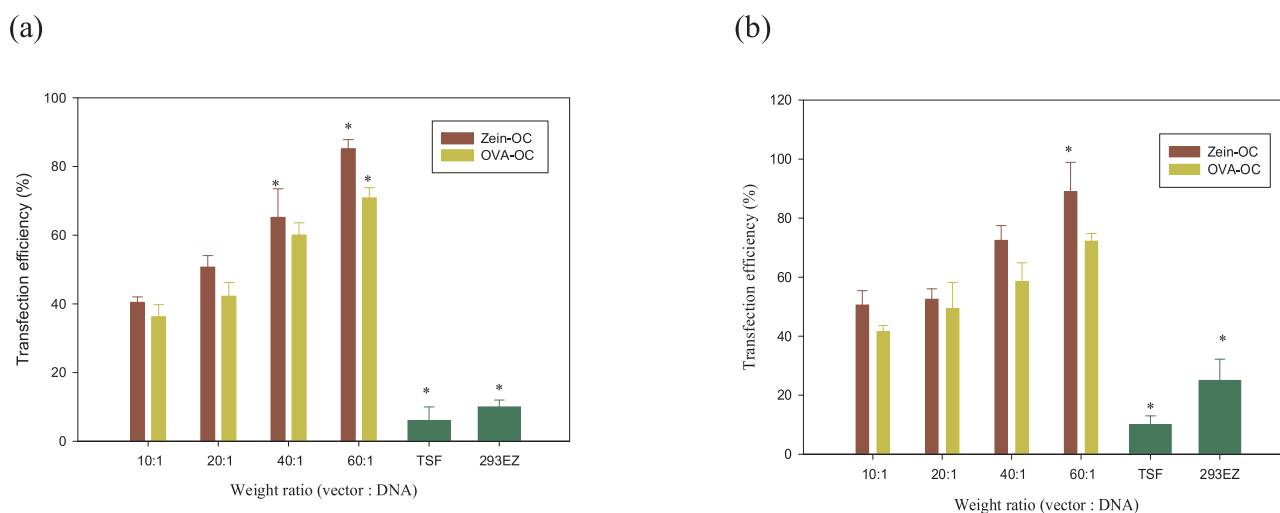 (a)
(b)
100
80
60
40
20
0
Transfection efficiency (%)
Zein-OC
OVA-OC
*
*
*
*
*
10:1 20:1 40:1 60:1 TSF 293EZ
Weight ratio (vector : DNA)
120
100
80
60
40
20
0
Transfection efficiency (%)
Zein-OC
OVA-OC
*
*
*
10:1 20:1 40:1 60:1 TSF 293EZ
Weight ratio (vector : DNA)